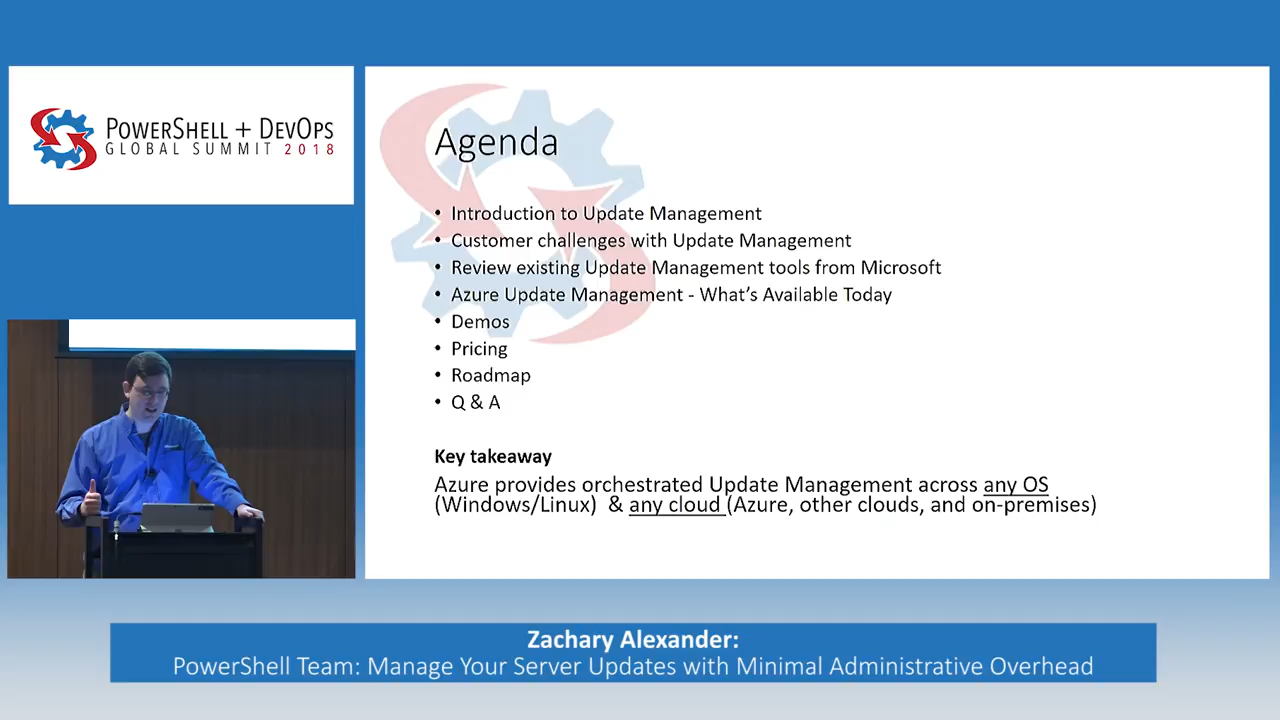 POWERSHELL + DEVOPS
GLOBAL SUMMIT 2018
Agenda
• Introduction to Update Management
• Customer challenges with Update Management
• Review existing Update Management tools from Microsoft
• Azure Update Management - What's Available Today
• Demos
• Pricing
• Roadmap
• Q & A
Key takeaway
Azure provides orchestrated Update Management across any OS
(Windows/Linux) & any cloud (Azure, other clouds, and on-premises)
Zachary Alexander:
PowerShell Team: Manage Your Server Updates with Minimal Administrative Overhead